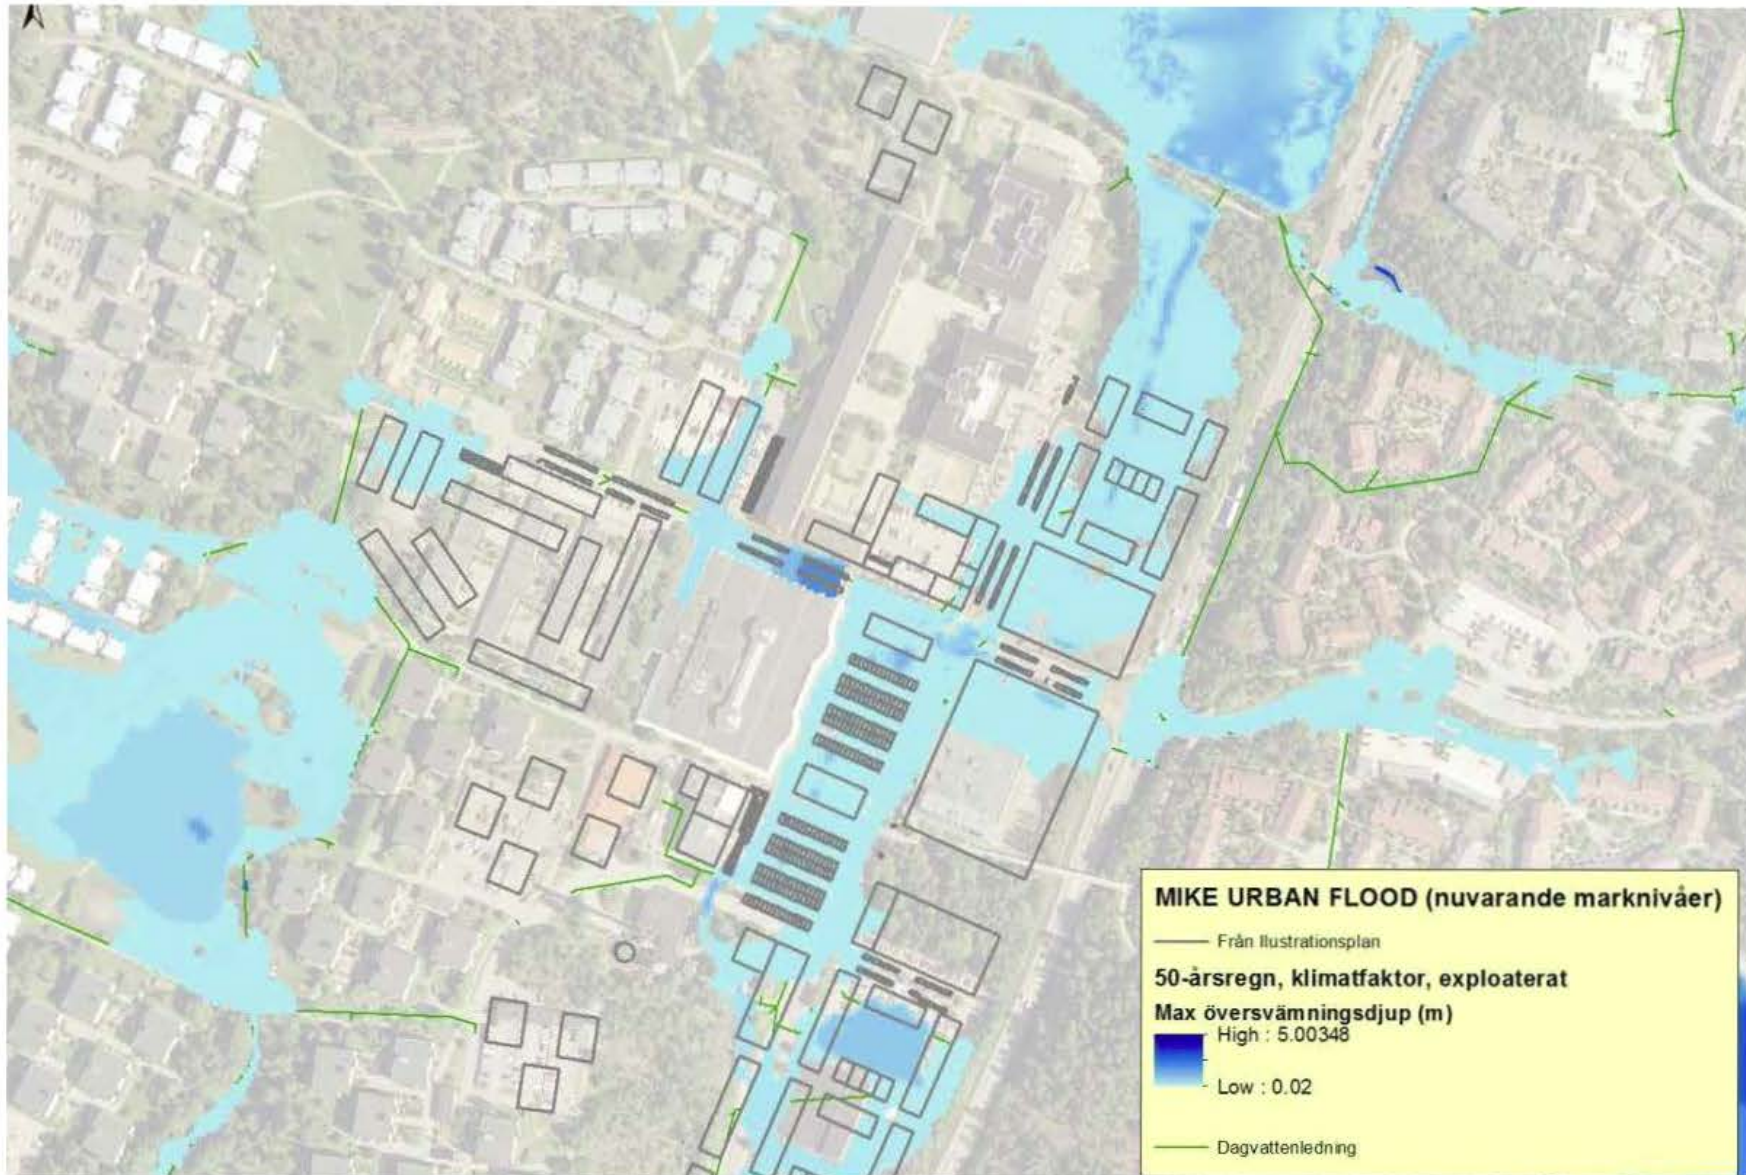 MIKE URBAN FLOOD (nuvarande marknivåer)
Från Ilustrationsplan
50-årsregn, klimatfaktor, exploaterat
Max översvämningsdjup (m)
High : 5.00348
Low : 0.02
Dagvattenledning